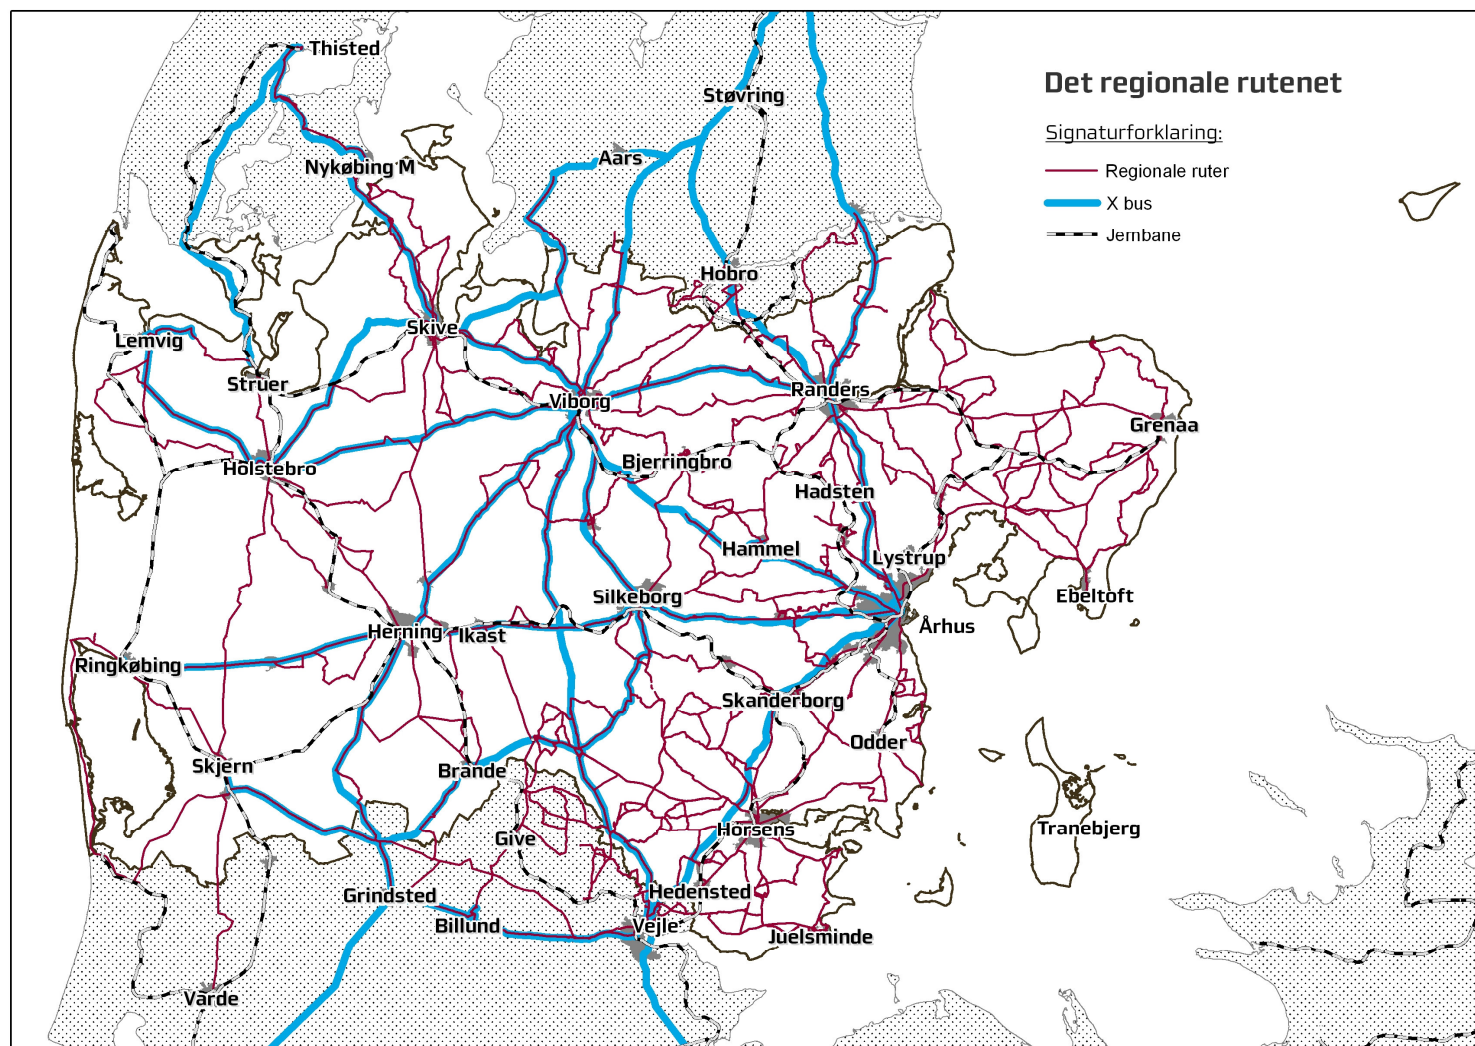 Thisted
Det regionale rutenet
Støvring
Signaturforklaring:
Aars
Nykøbing M
Regionale ruter
X bus
Jernbane
Hobro
Skive
Lemvig
Struer
Randers
Viborg
Grenaa
Bjerringbro
Holstebro
Hadsten
Hammel
Lystrup
Silkeborg
Ebeltoft
Århus
Herning
Ikast
Ringkøbing
Skanderborg
Odder
Skjern
Brande
Horsens
Tranebjerg
Give
Hedensted
Grindsted
Billund
Vejle
Juelsminde
Varde